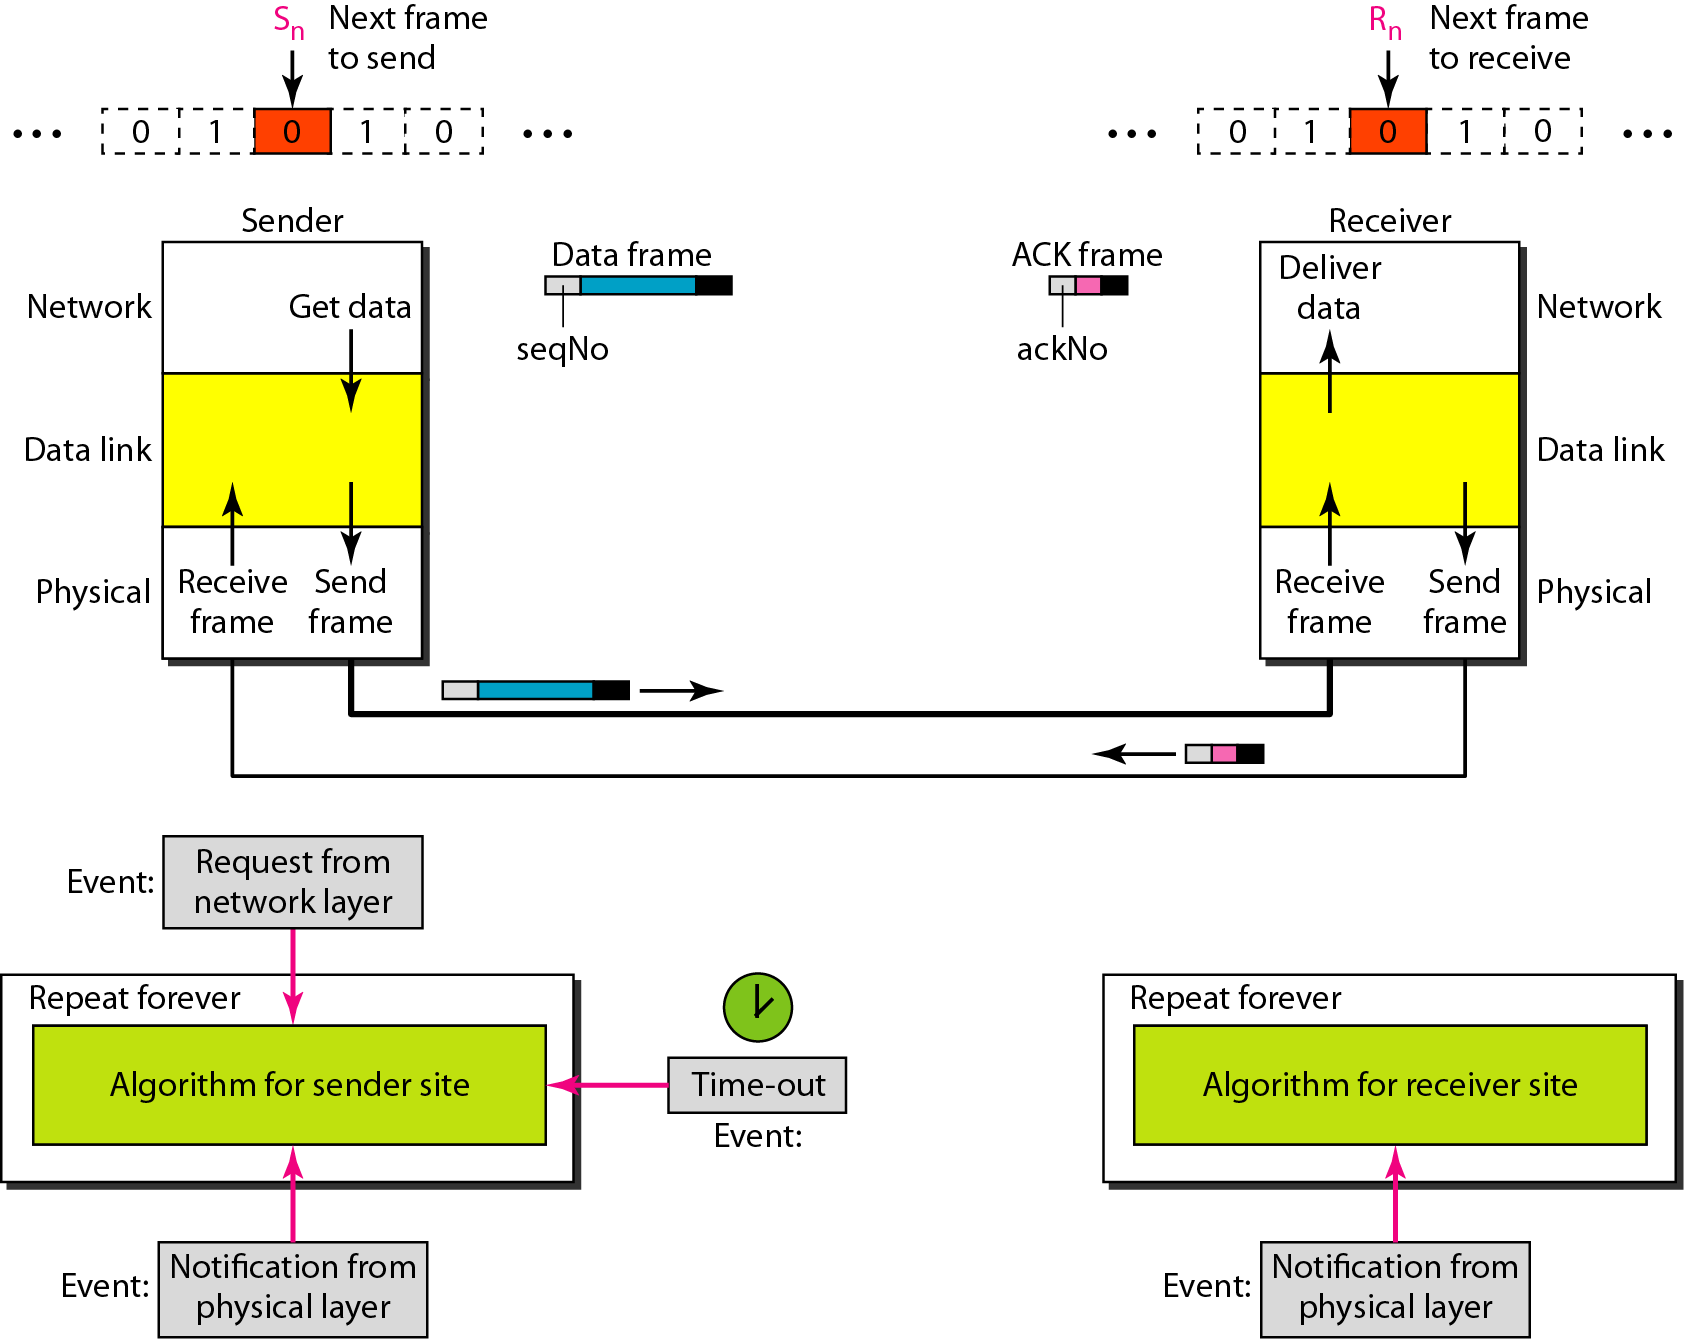 Sn Next frame
to send
Rn Next frame
to receive
... 0 1 0 1 0 ...
... 0 1 0 1 0 ...
Sender
Receiver
Data frame
seqNo
ACK frame
ackNo
Network
Get data
Deliver
data
Network
Data link
Data link
Physical
Receive
frame
Send
frame
Receive
frame
Send
frame
Physical
Event:
Request from
network layer
Repeat forever
Algorithm for sender site
Time-out
Event:
Event:
Notification from
physical layer
Repeat forever
Algorithm for receiver site
Event:
Notification from
physical layer